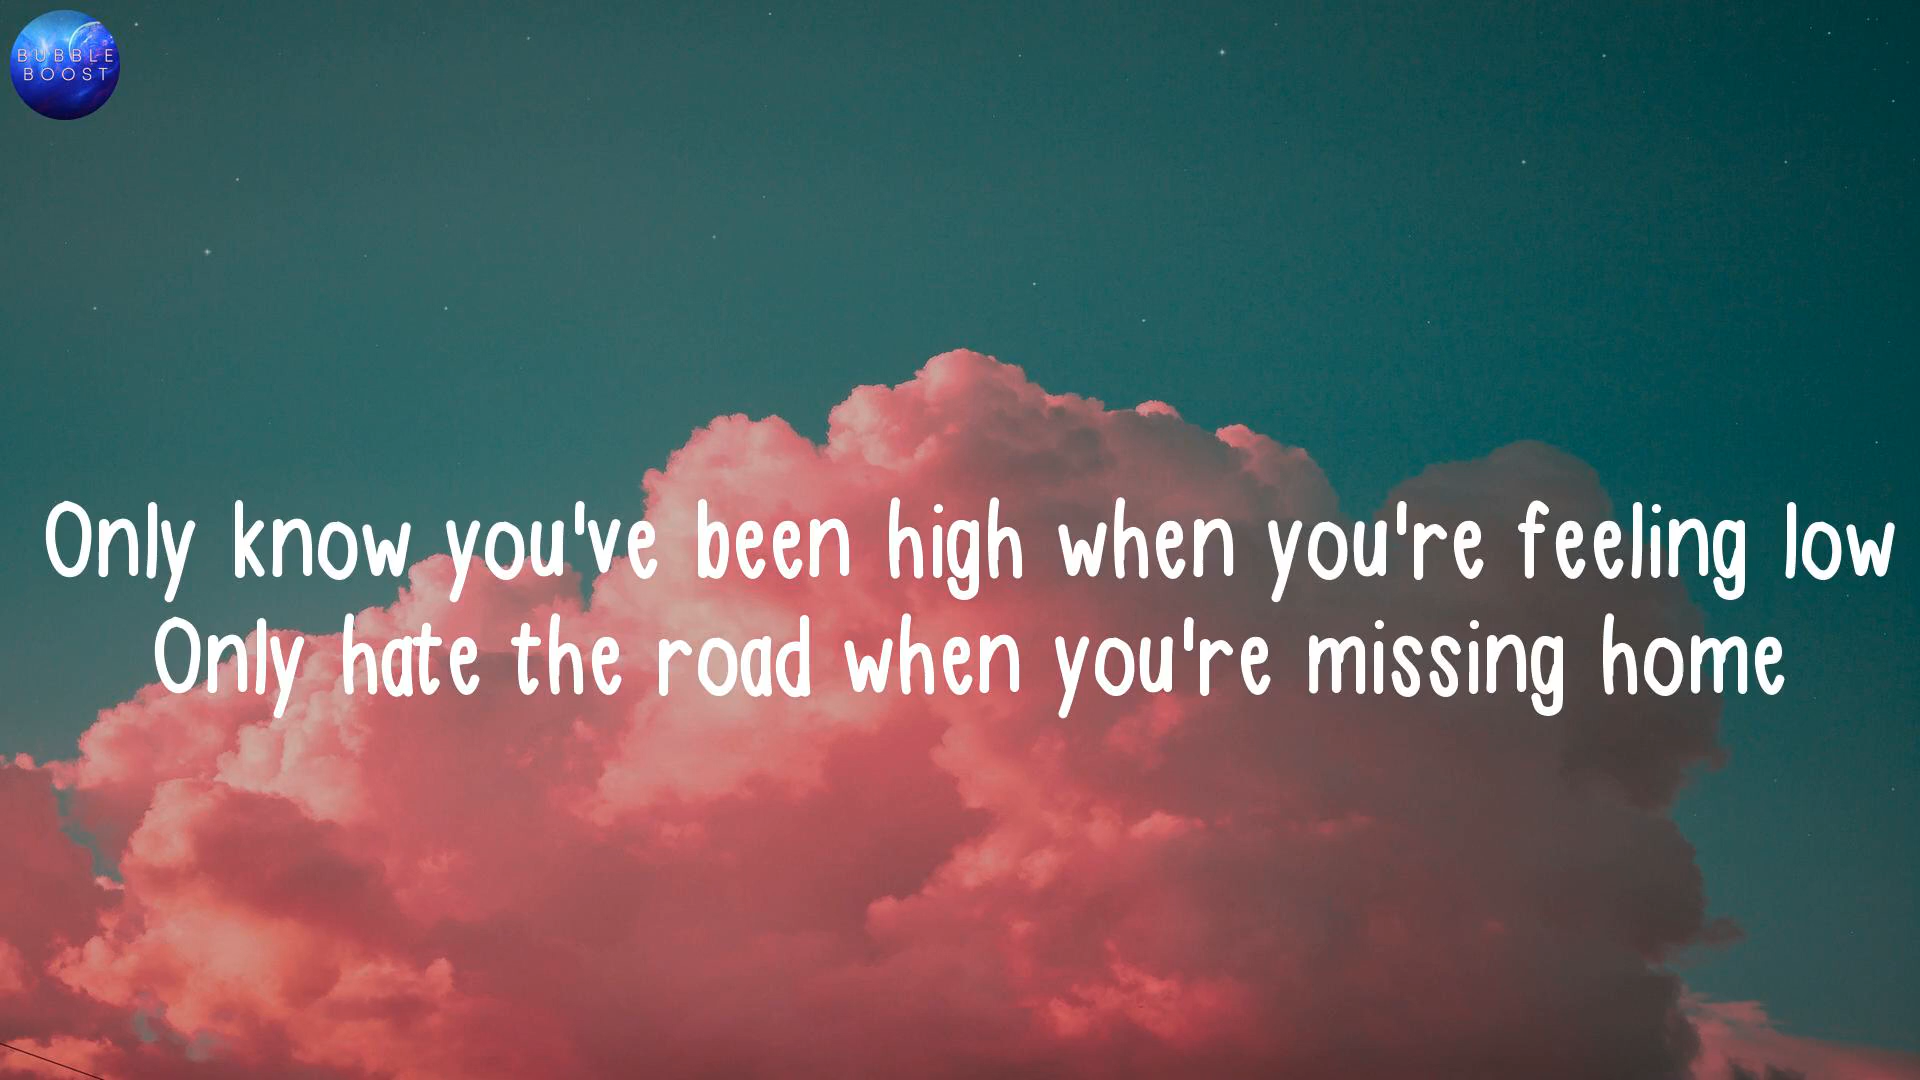 BUBBLE
BOOST
Only know you've been high when you're feeling low
Only hate the road when you're missing home